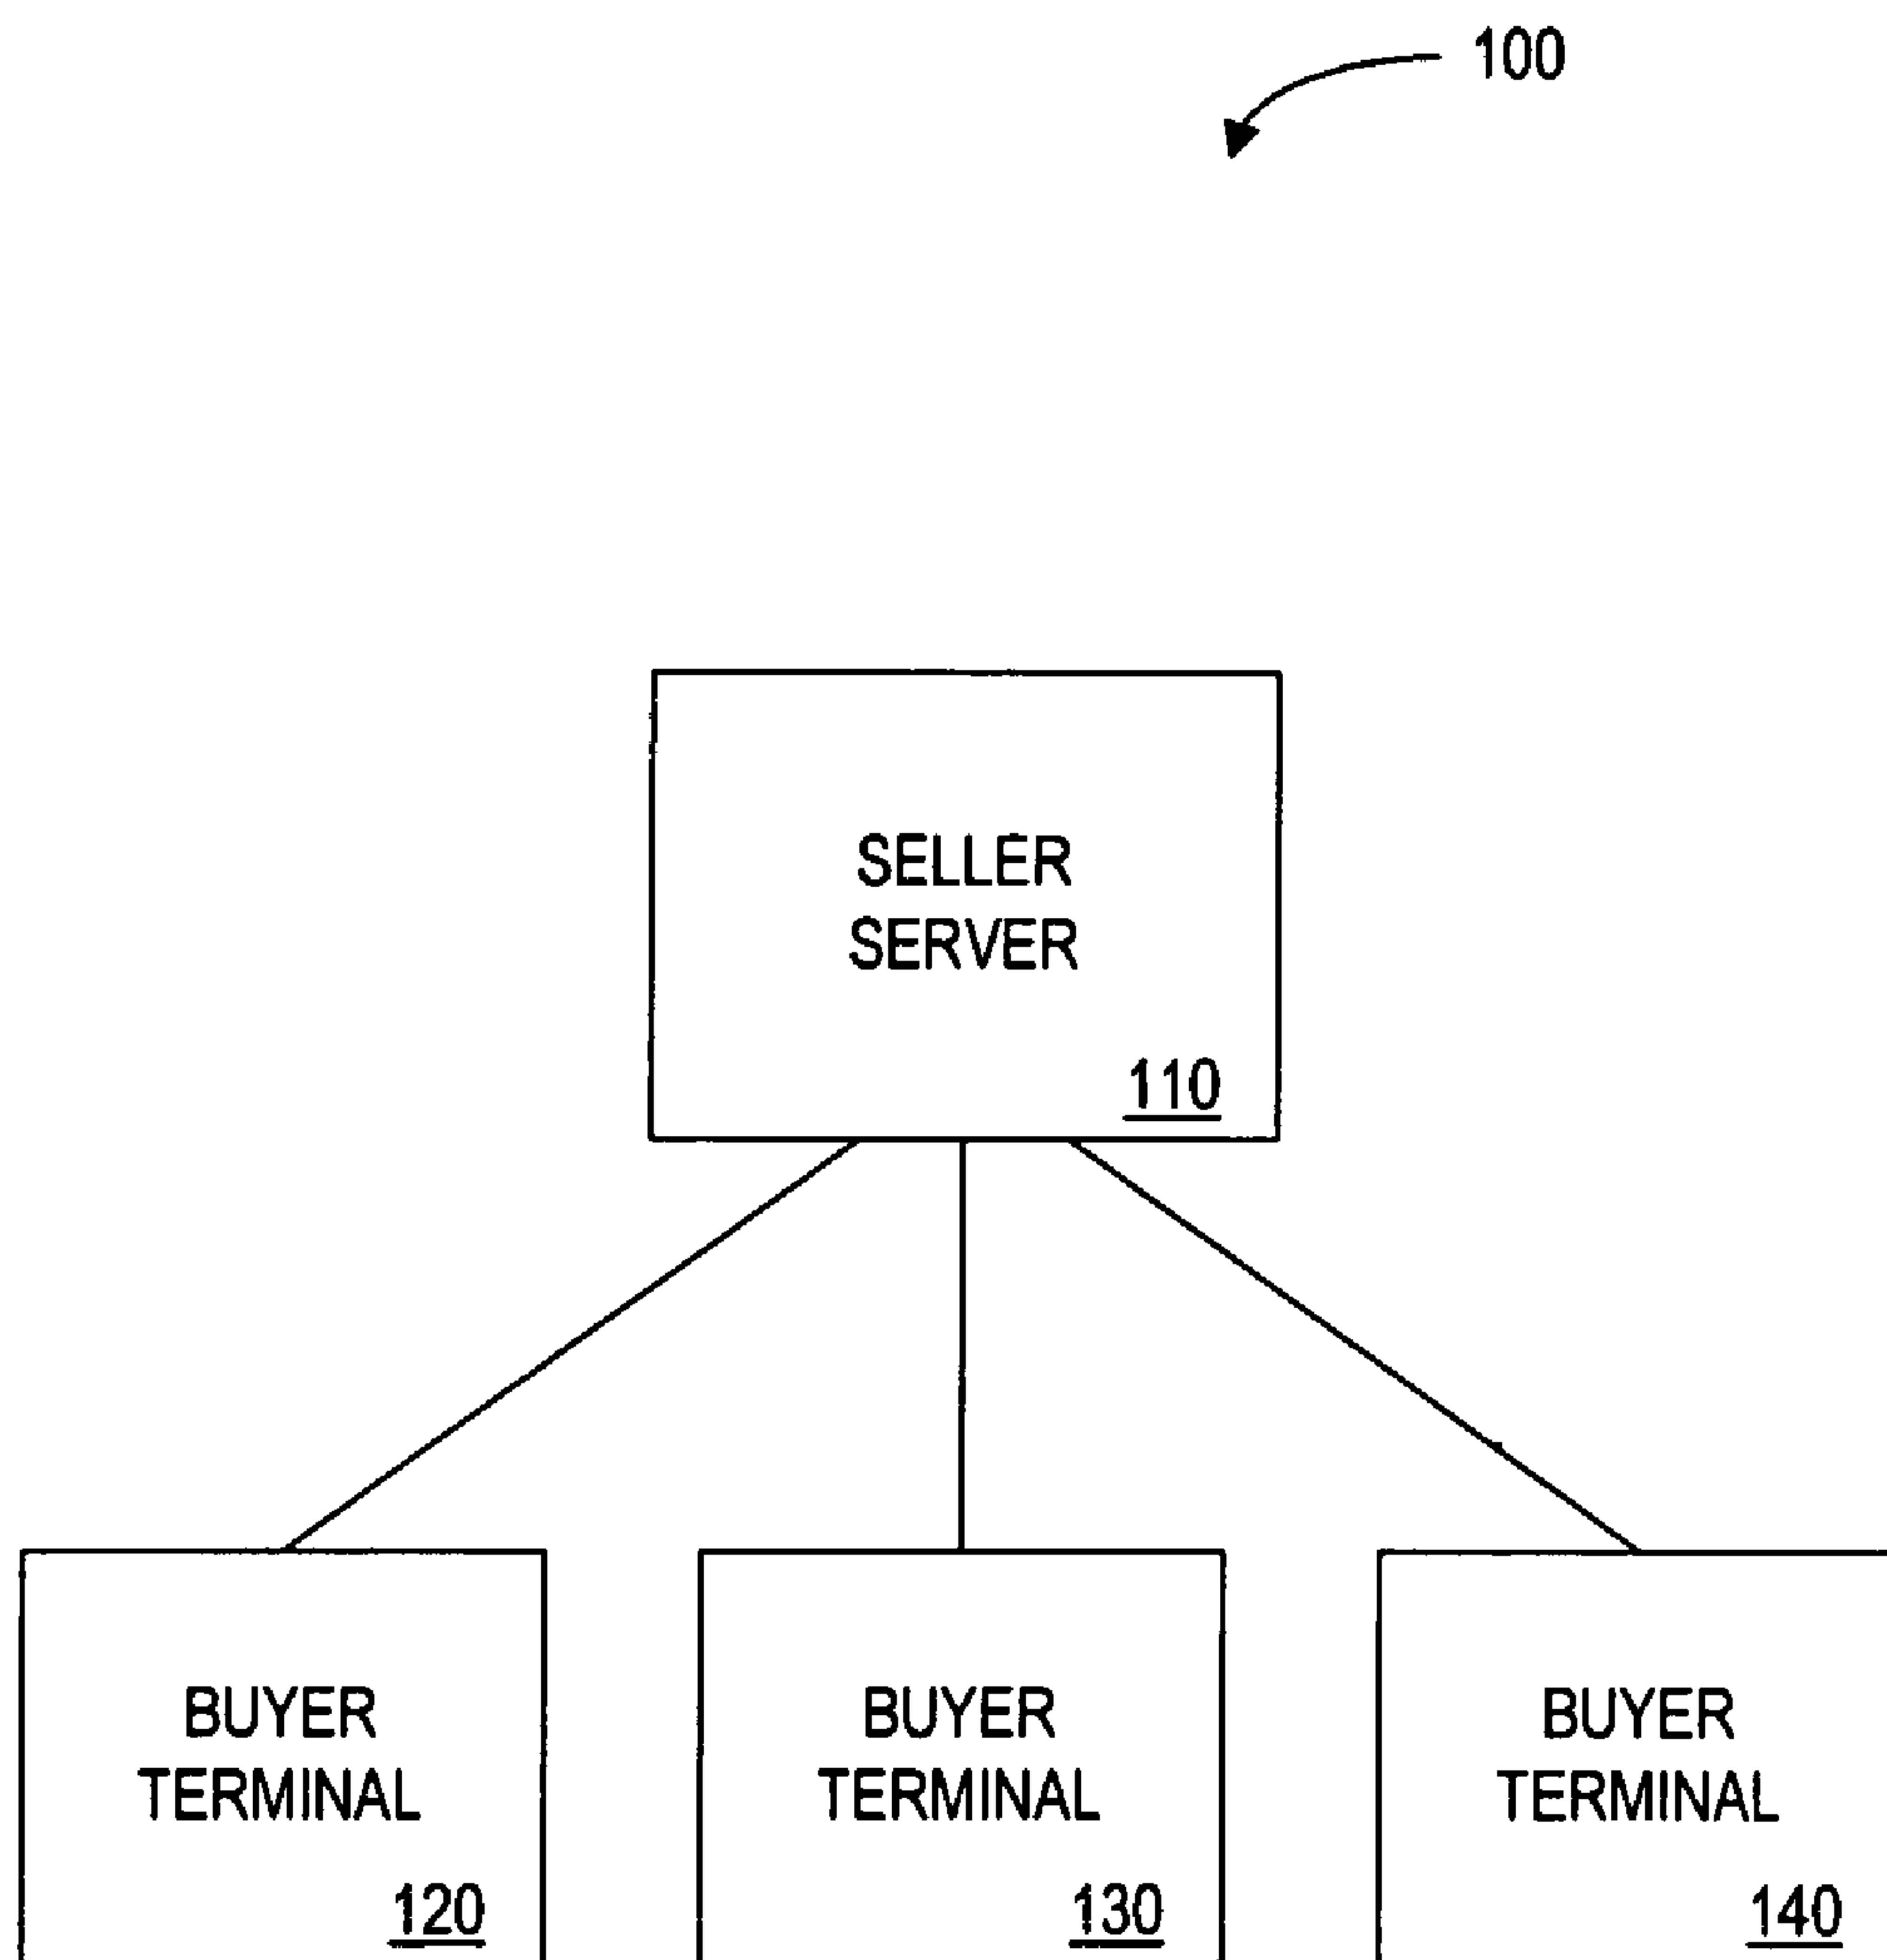 100
SELLER
SERVER
110
BUYER
TERMINAL
120
BUYER
TERMINAL
130
BUYER
TERMINAL
140